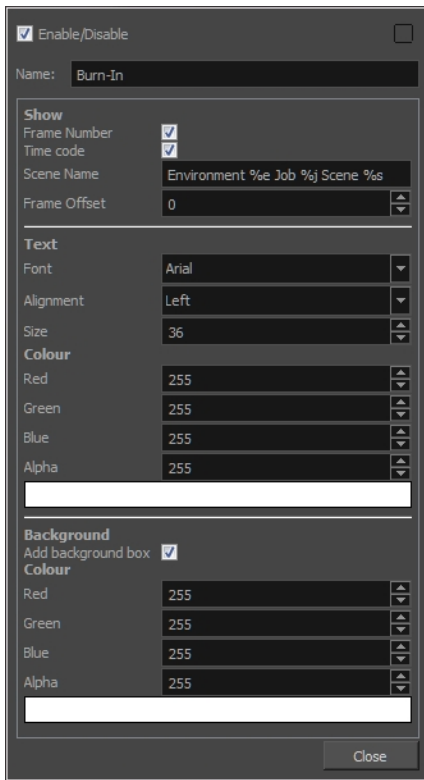 Enable/Disable
Name: Burn-In
Show
Frame Number
Time code
Scene Name Environment %e Job %j Scene %s
Frame Offset 0
Text
Font Arial
Alignment Left
Size 36
Colour
Red 255
Green 255
Blue 255
Alpha 255
Background
Add background box
Colour
Red 255
Green 255
Blue 255
Alpha 255
Close